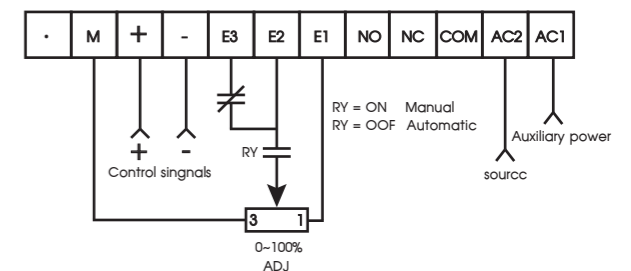 · M + - E3 E2 E1 NO NC COM AC2 AC1
RY = ON Manual
RY = OOF Automatic
Auxiliary power
+ -
RY
Control singnals
sourcc
3 1
0~100%
ADJ